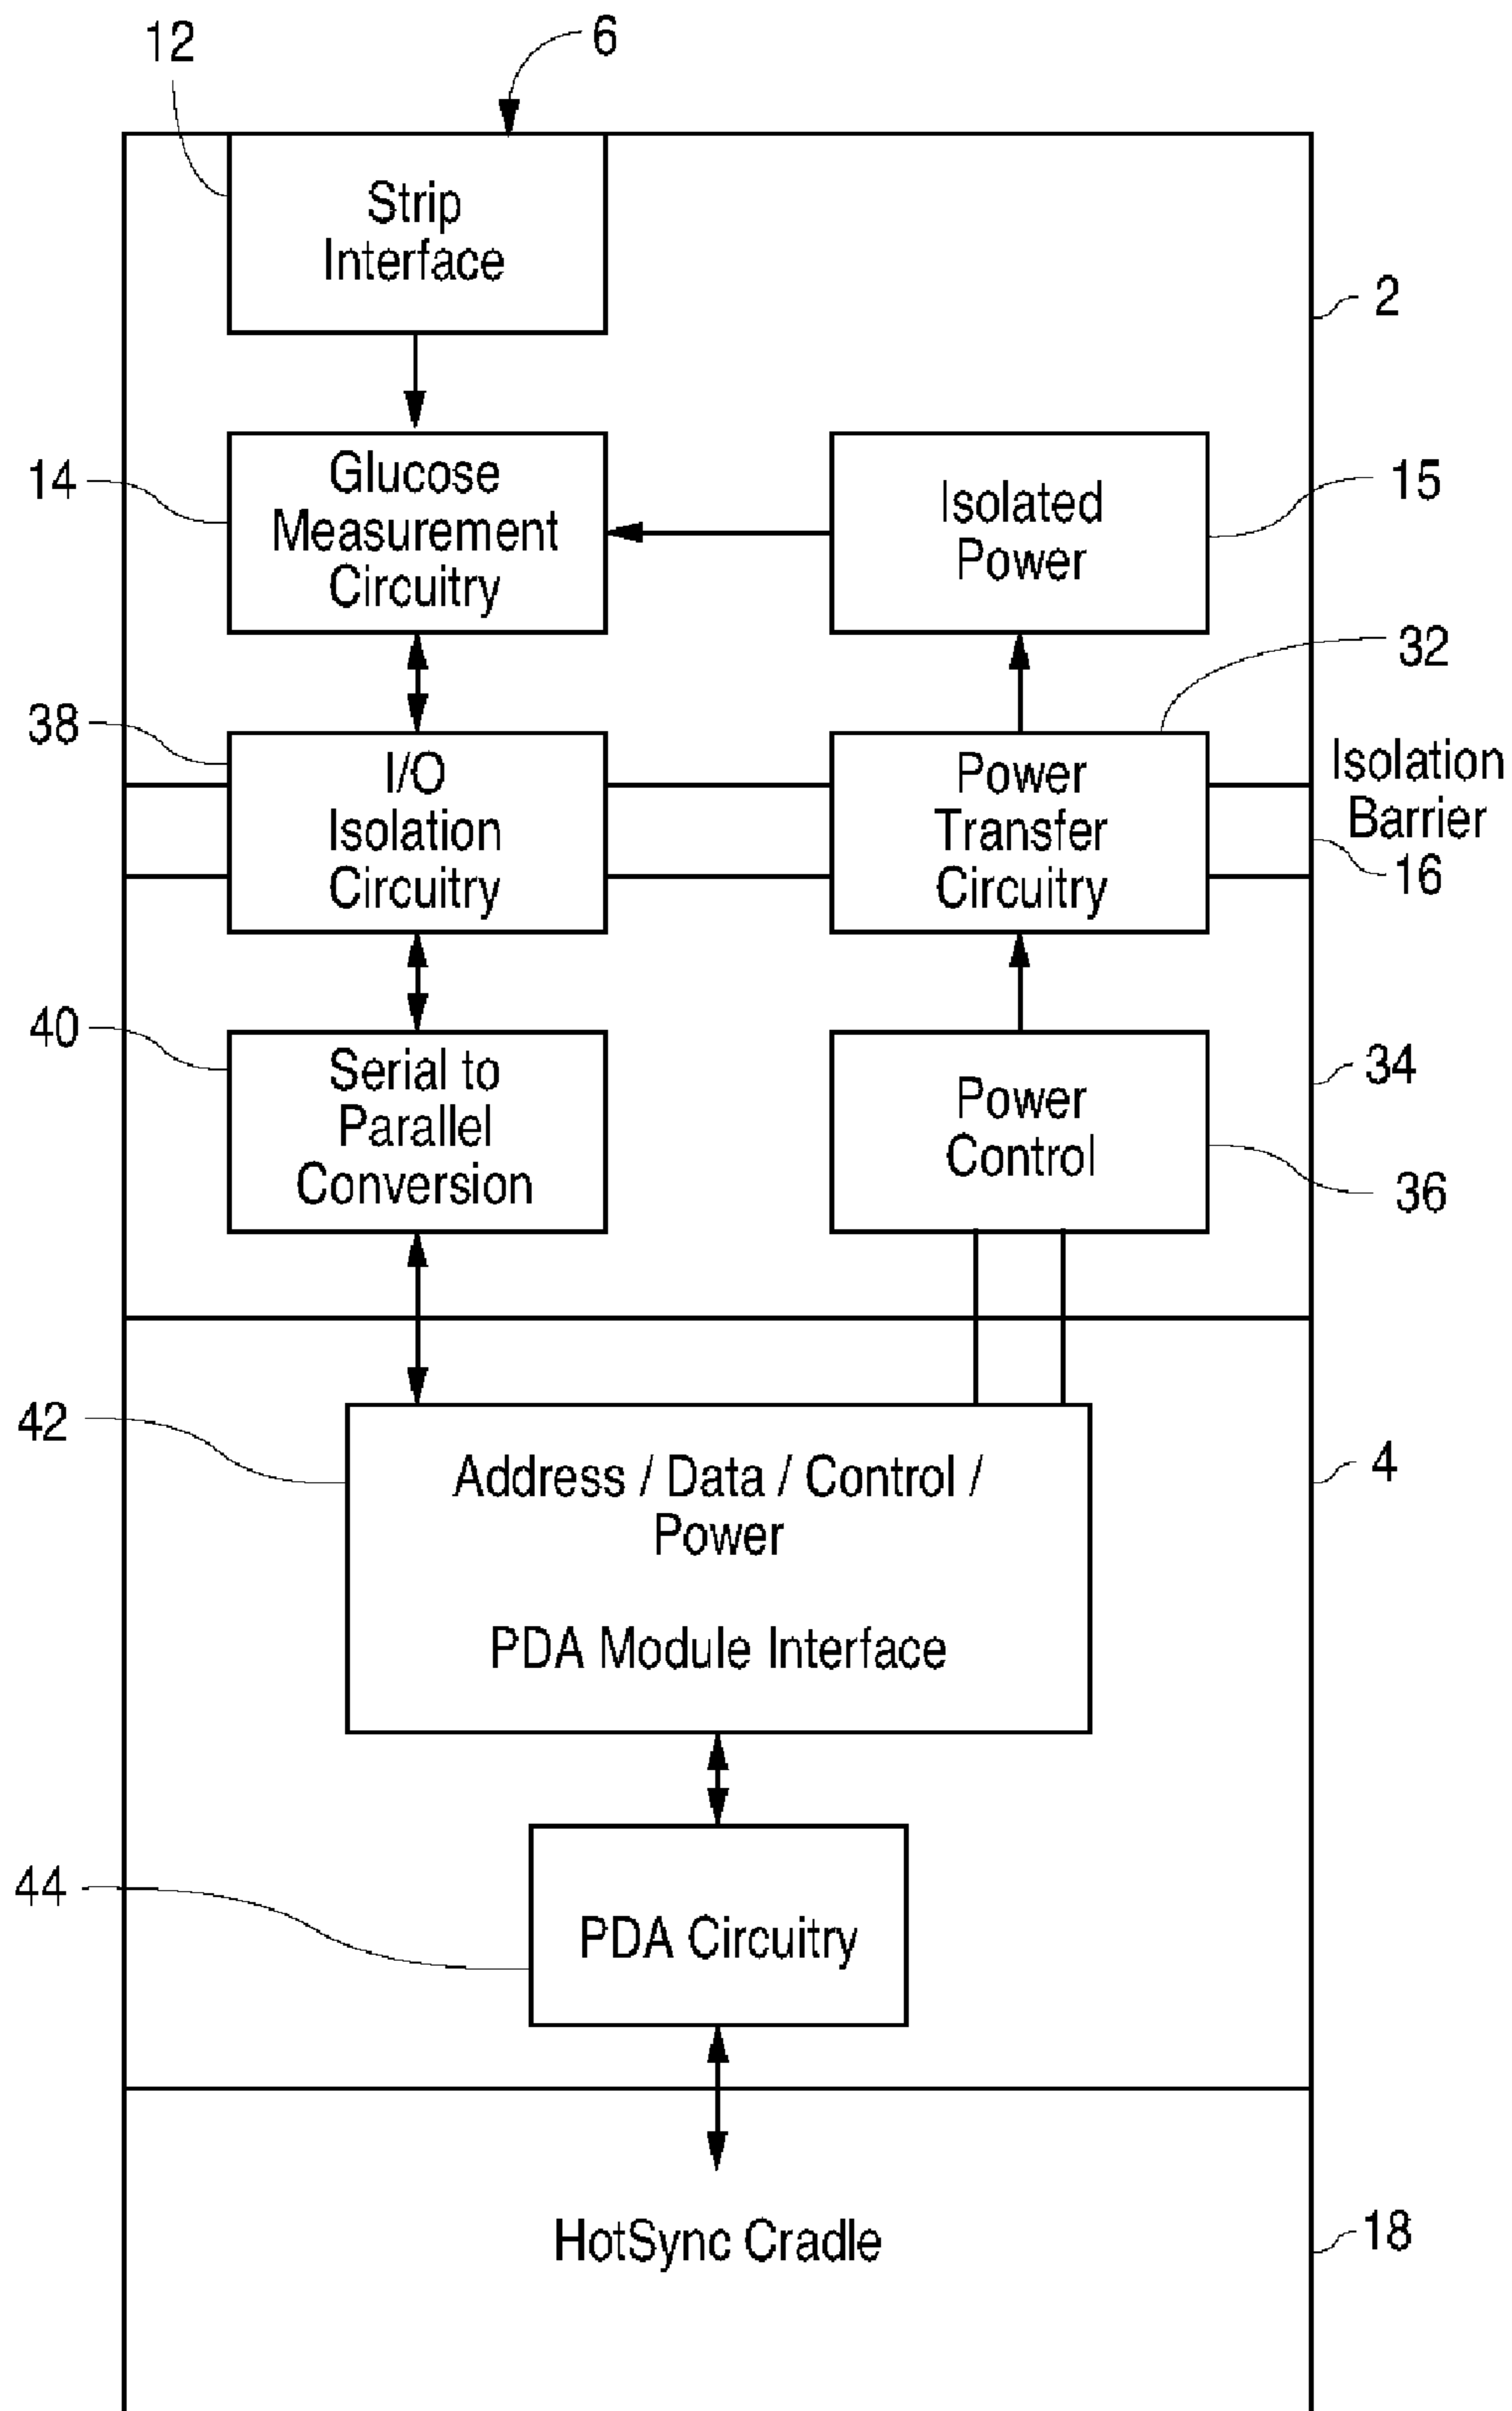 12
6
Strip
Interface
2
14
Glucose
Measurement
Circuitry
Isolated
Power
15
32
38
I/O
Isolation
Circuitry
Power
Transfer
Circuitry
Isolation
Barrier
16
40
Serial to
Parallel
Conversion
Power
Control
34
36
42
Address / Data / Control /
Power
PDA Module Interface
4
44
PDA Circuitry
HotSync Cradle
18